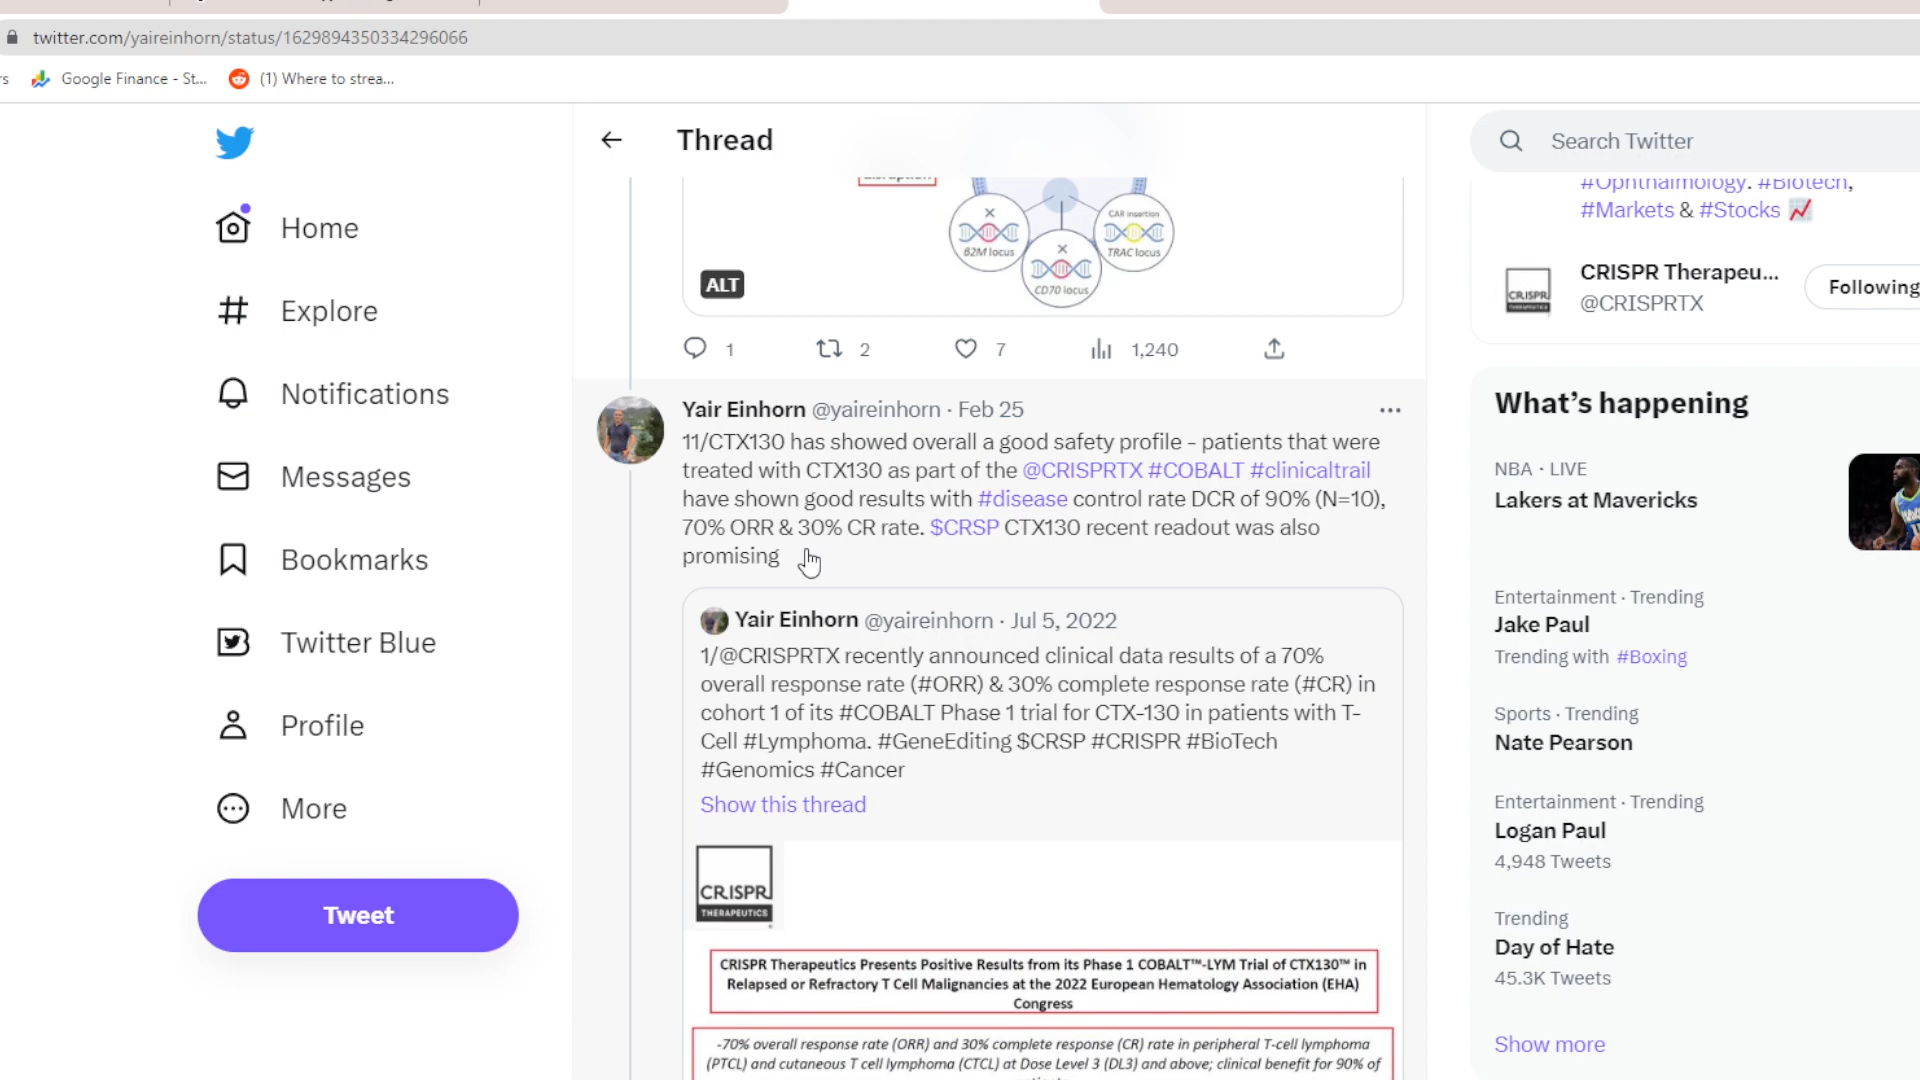 twitter.com/yaireinhorn/status/1629894350334296066
rs
Google Finance - St...
(1) Where to strea...
Home
Explore
Notifications
Messages
Bookmarks
Twitter Blue
Profile
More
Tweet
Thread
disruption
B2M locus
CAR insertion
TRAC locus
CD70 locus
ALT
1
2
7
1,240
Yair Einhorn @yaireinhorn · Feb 25
11/CTX130 has showed overall a good safety profile - patients that were
treated with CTX130 as part of the @CRISPRTX #COBALT #clinicaltrail
have shown good results with #disease control rate DCR of 90% (N=10),
70% ORR & 30% CR rate. $CRSP CTX130 recent readout was also
promising
Yair Einhorn @yaireinhorn · Jul 5, 2022
1/@CRISPRTX recently announced clinical data results of a 70%
overall response rate (#ORR) & 30% complete response rate (#CR) in
cohort 1 of its #COBALT Phase 1 trial for CTX-130 in patients with T-
Cell #Lymphoma. #GeneEditing $CRSP #CRISPR #BioTech
#Genomics #Cancer
Show this thread
CRISPR
THERAPEUTICS
CRISPR Therapeutics Presents Positive Results from its Phase 1 COBALT™-LYM Trial of CTX130™ in
Relapsed or Refractory T Cell Malignancies at the 2022 European Hematology Association (EHA)
Congress
-70% overall response rate (ORR) and 30% complete response (CR) rate in peripheral T-cell lymphoma
(PTCL) and cutaneous T cell lymphoma (CTCL) at Dose Level 3 (DL3) and above; clinical benefit for 90% of
Search Twitter
#Ophthalmology. #Biotech,
#Markets & #Stocks
CRISPR
THERAPEUTICS
CRISPR Therapeu...
@CRISPRTX
Following
What's happening
NBA · LIVE
Lakers at Mavericks
Entertainment · Trending
Jake Paul
Trending with #Boxing
Sports · Trending
Nate Pearson
Entertainment · Trending
Logan Paul
4,948 Tweets
Trending
Day of Hate
45.3K Tweets
Show more